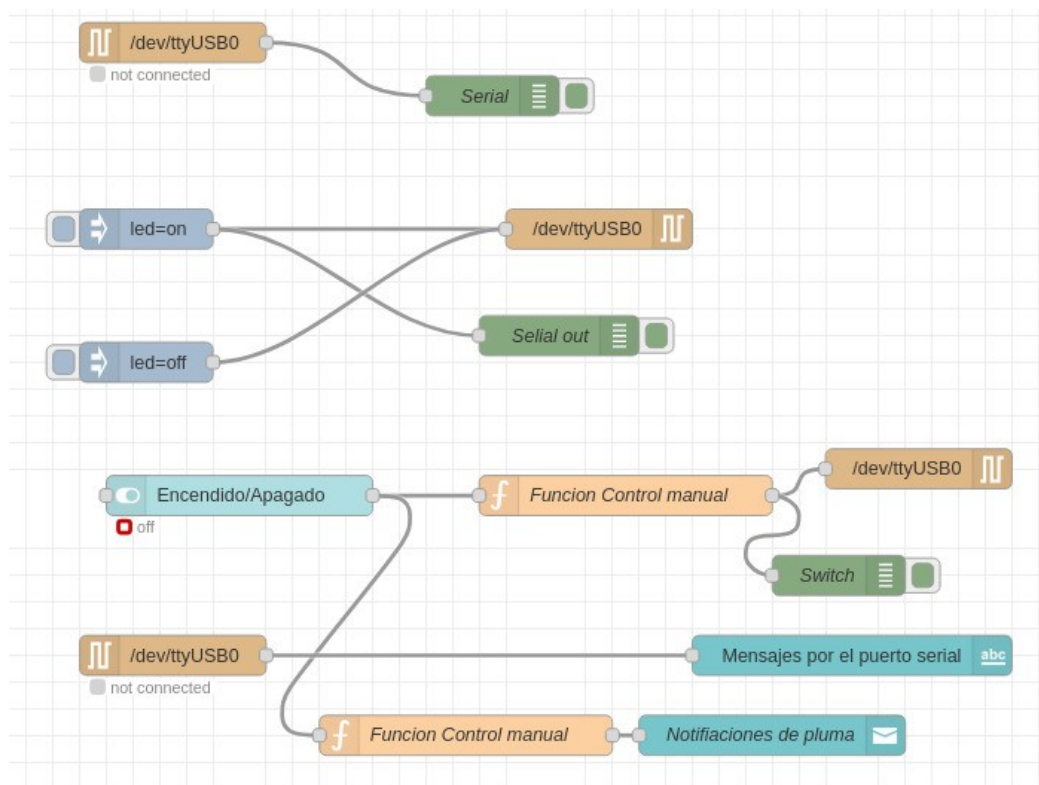 /dev/ttyUSB0
not connected
Serial
led=on
/dev/ttyUSB0
Selial out
led=off
/dev/ttyUSB0
Encendido/Apagado
Funcion Control manual
off
Switch
/dev/ttyUSB0
Mensajes por el puerto serial
abc
not connected
Funcion Control manual
Notifiaciones de pluma